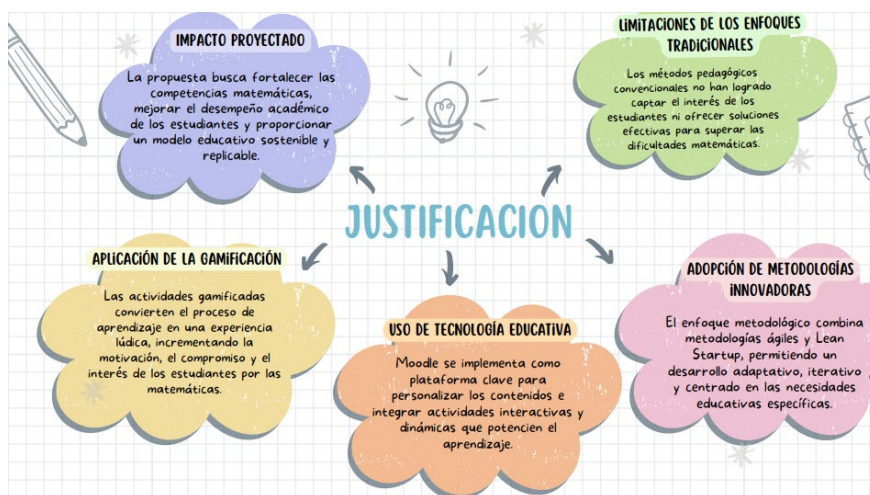 IMPACTO PROYECTADO
La propuesta busca fortalecer las
competencias matemáticas,
mejorar el desempeño académico
de los estudiantes y proporcionar
un modelo educativo sostenible y
replicable.
LIMITACIONES DE LOS ENFOQUES
TRADICIONALES
Los métodos pedagógicos
convencionales no han logrado
captar el interés de los
estudiantes ni ofrecer soluciones
efectivas para superar las
dificultades matemáticas.
JUSTIFICACION
APLICACIÓN DE LA GAMIFICACIÓN
Las actividades gamificadas
convierten el proceso de
aprendizaje en una experiencia
lúdica, incrementando la
motivación, el compromiso y el
interés de los estudiantes por las
matemáticas.
USO DE TECNOLOGÍA EDUCATIVA
Moodle se implementa como
plataforma clave para
personalizar los contenidos e
integrar actividades interactivas y
dinámicas que potencien el
aprendizaje.
ADOPCIÓN DE METODOLOGÍAS
INNOVADORAS
El enfoque metodológico combina
metodologías ágiles y Lean
Startup, permitiendo un
desarrollo adaptativo, iterativo
y centrado en las necesidades
educativas específicas.